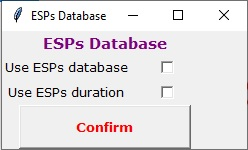 ESPs Database
ESPs Database
Use ESPs database
Use ESPs duration
Confirm